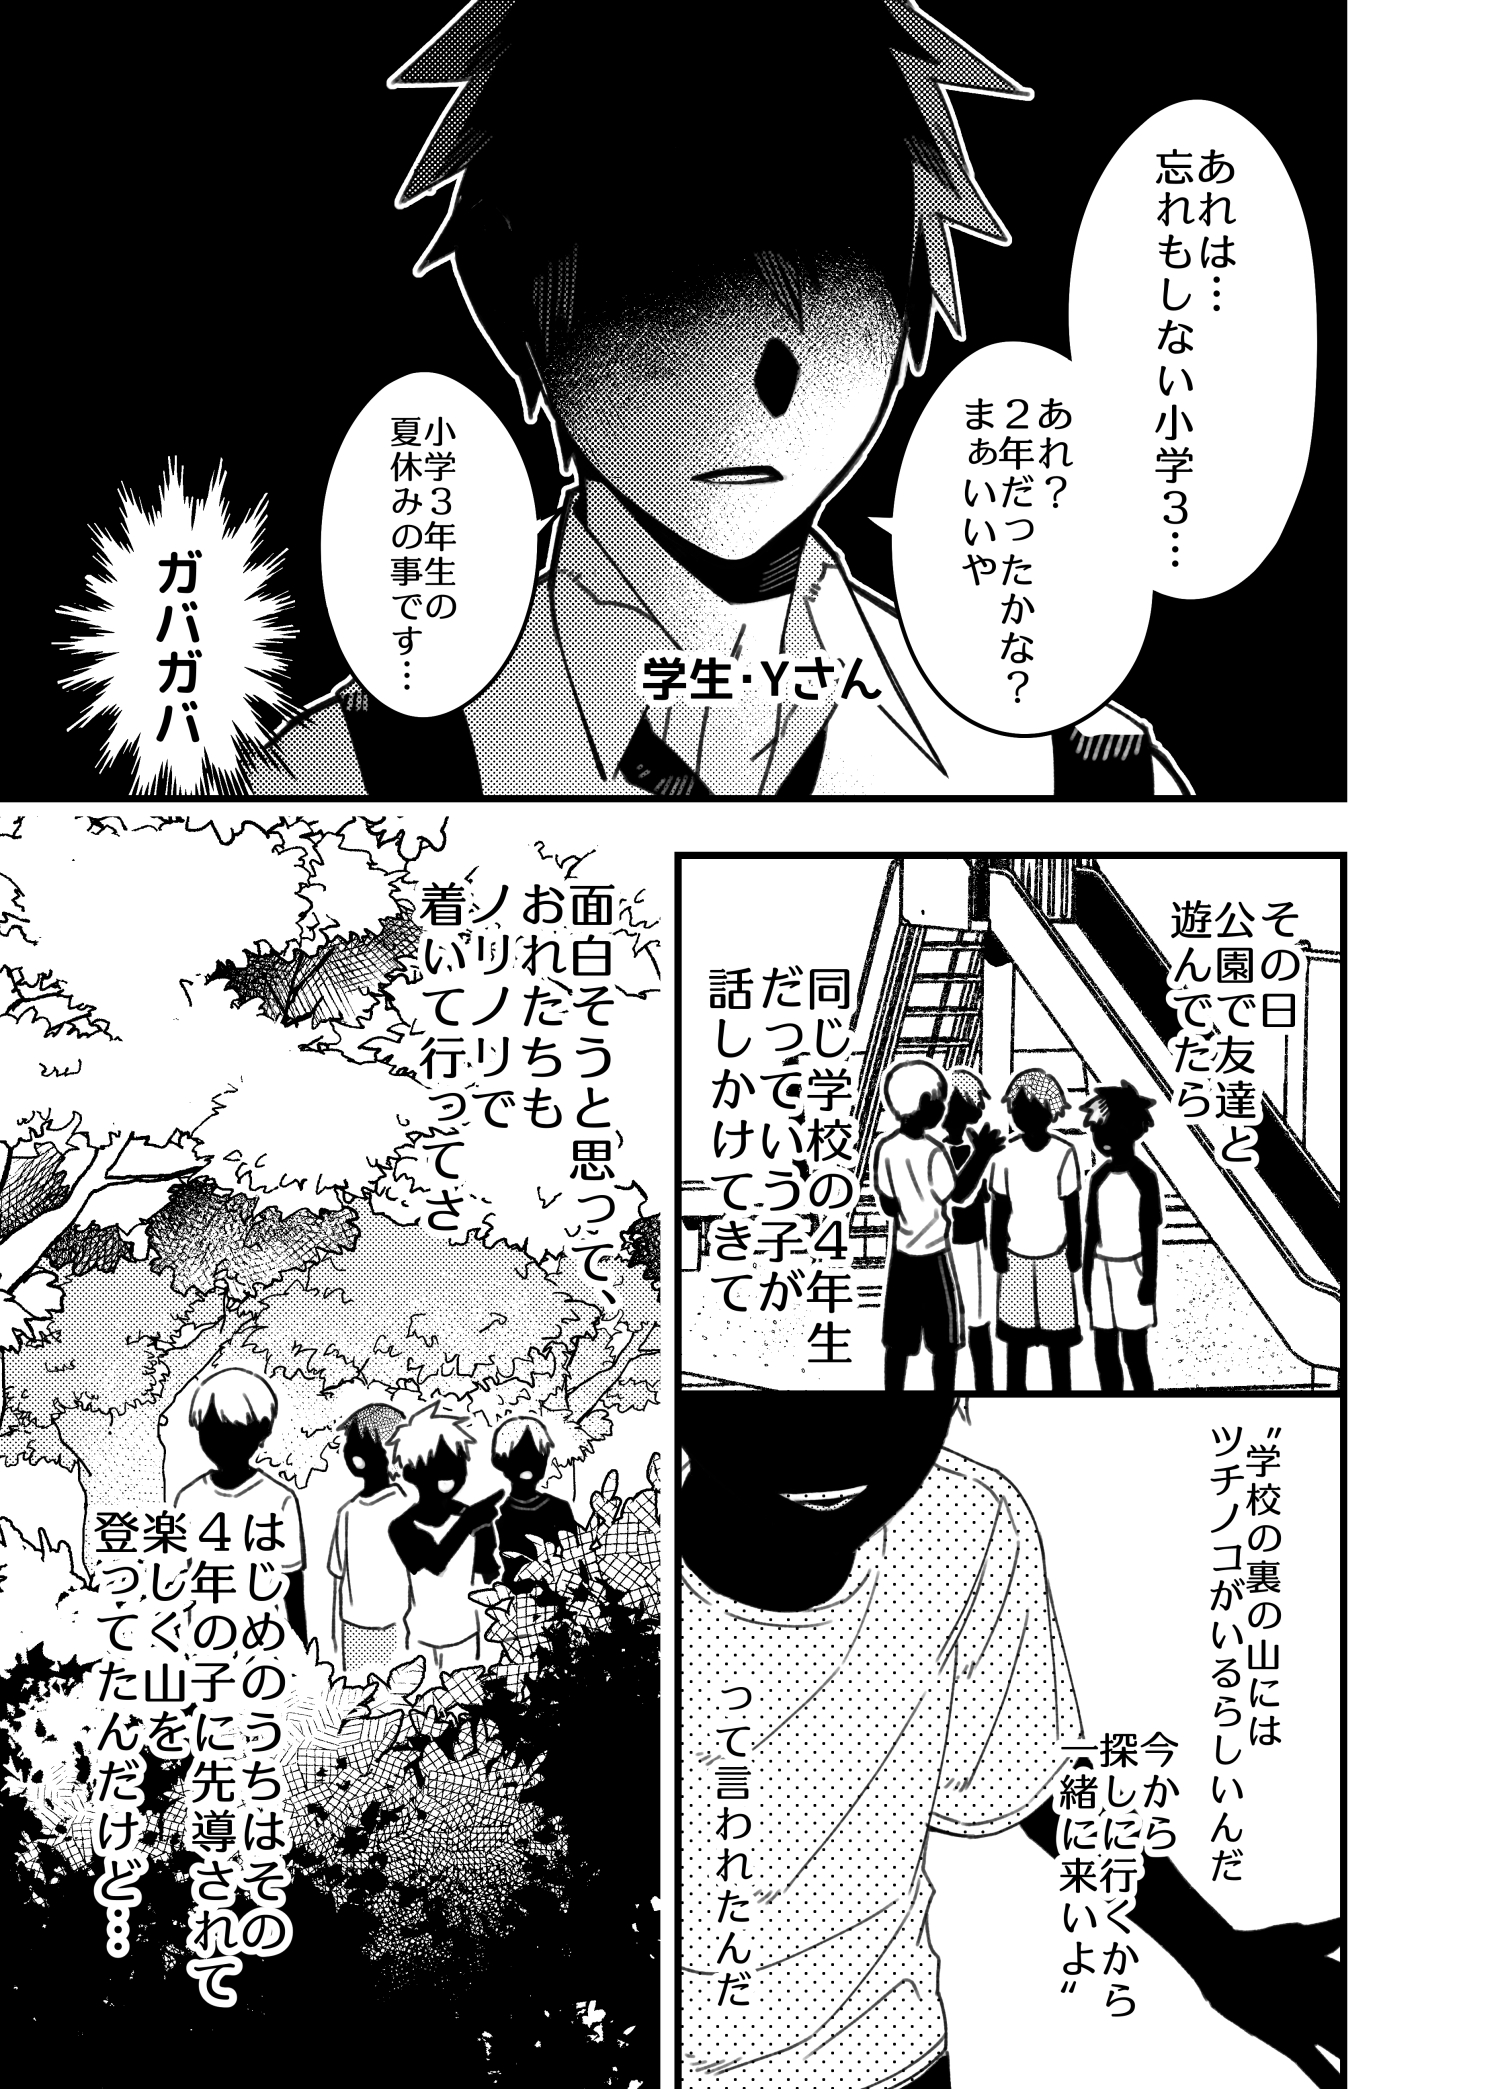 あれは…
忘れもしない小学３…
あれ？
２年だったかな？
まぁいいや
学生・Yさん
小学３年生の
夏休みの事です…
ガバガバ
その日
公園で友達と
遊んでたら
同じ学校の４年生
だっていう子が
話しかけてきて
〝学校の裏の山には
ツチノコがいるらしいんだ
今から
探しに行くから
一緒に来いよ〟
って言われたんだ
面白そうと思って、
おれたちも
ノリノリで
着いて行ってさ
はじめのうちはその
４年の子に先導されて
楽しく山を
登ってたんだけど…